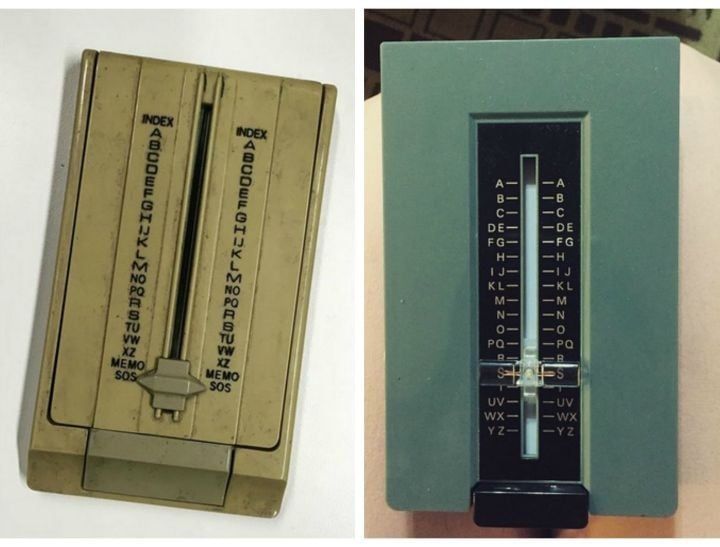 INDEX INDEX
A A
B B
C C
D D
E E
F F
G G
H H
IJ IJ
K K
L L
M M
NO NO
PQ PQ
R R
S S
TU TU
VW VW
XZ XZ
MEMO MEMO
SOS SOS
A A
B B
C C
DE DE
FG FG
H H
IJ IJ
KL KL
M M
N N
O O
PQ PQ
R R
S S
UV UV
WX WX
YZ YZ